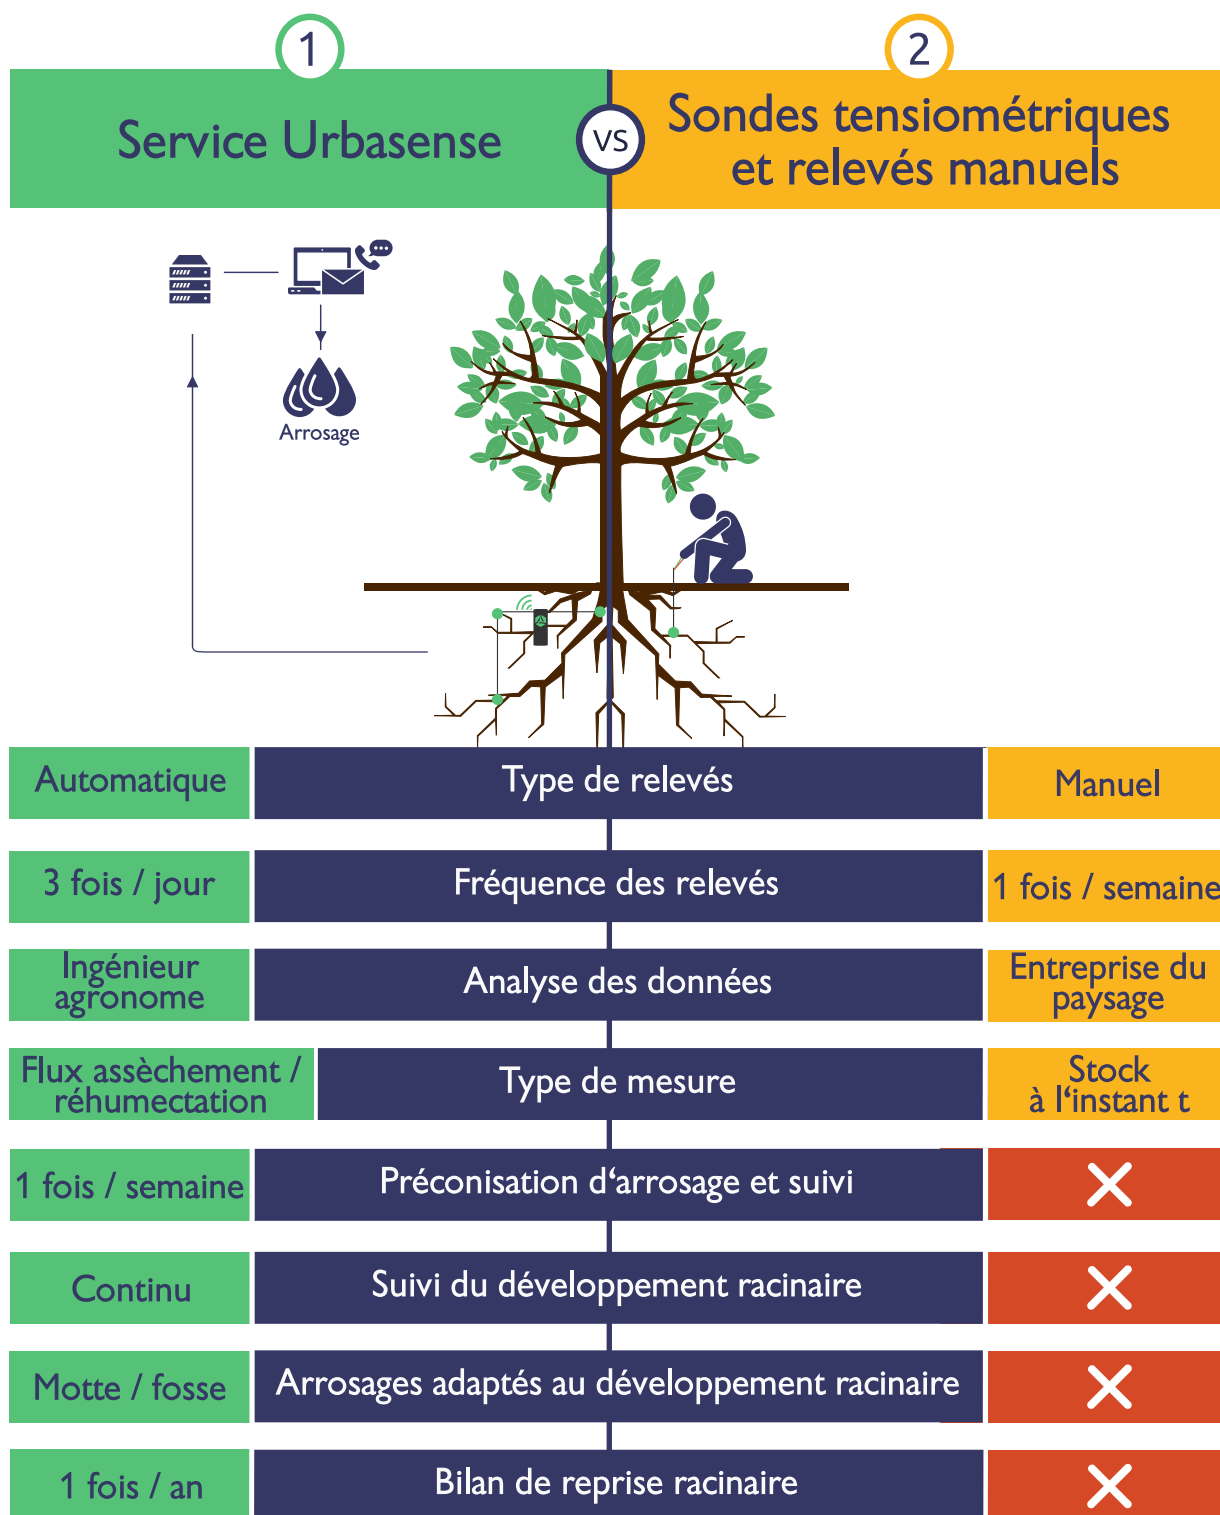 1
2
Service Urbasense
VS
Sondes tensiométriques
et relevés manuels
Arrosage
Automatique
Type de relevés
Manuel
3 fois / jour
Fréquence des relevés
1 fois / semaine
Ingénieur
agronome
Analyse des données
Entreprise du
paysage
Flux assèchement /
réhumectation
Type de mesure
Stock
à l‘instant t
1 fois / semaine
Préconisation d‘arrosage et suivi
Continu
Suivi du développement racinaire
Motte / fosse
Arrosages adaptés au développement racinaire
1 fois / an
Bilan de reprise racinaire